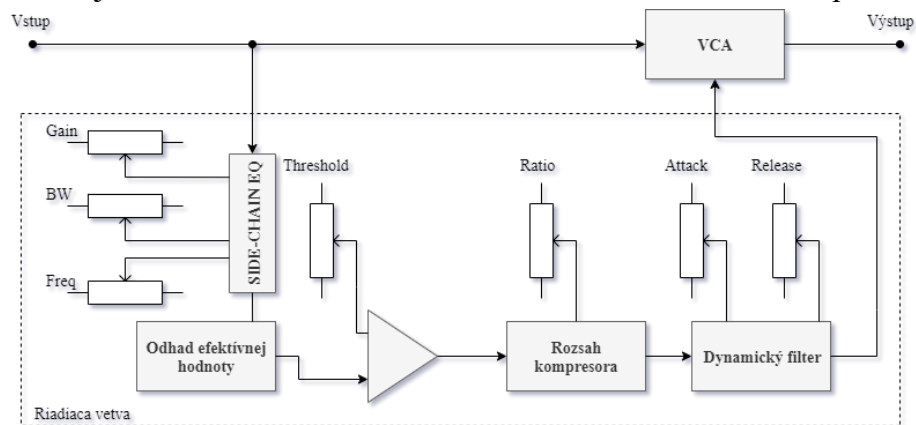 Vstup
Výstup
VCA
Gain
BW
Freq
SIDE-CHAIN EQ
Threshold
Ratio
Attack
Release
Odhad efektívnej
hodnoty
Rozsah
kompresora
Dynamický filter
Riadiaca vetva